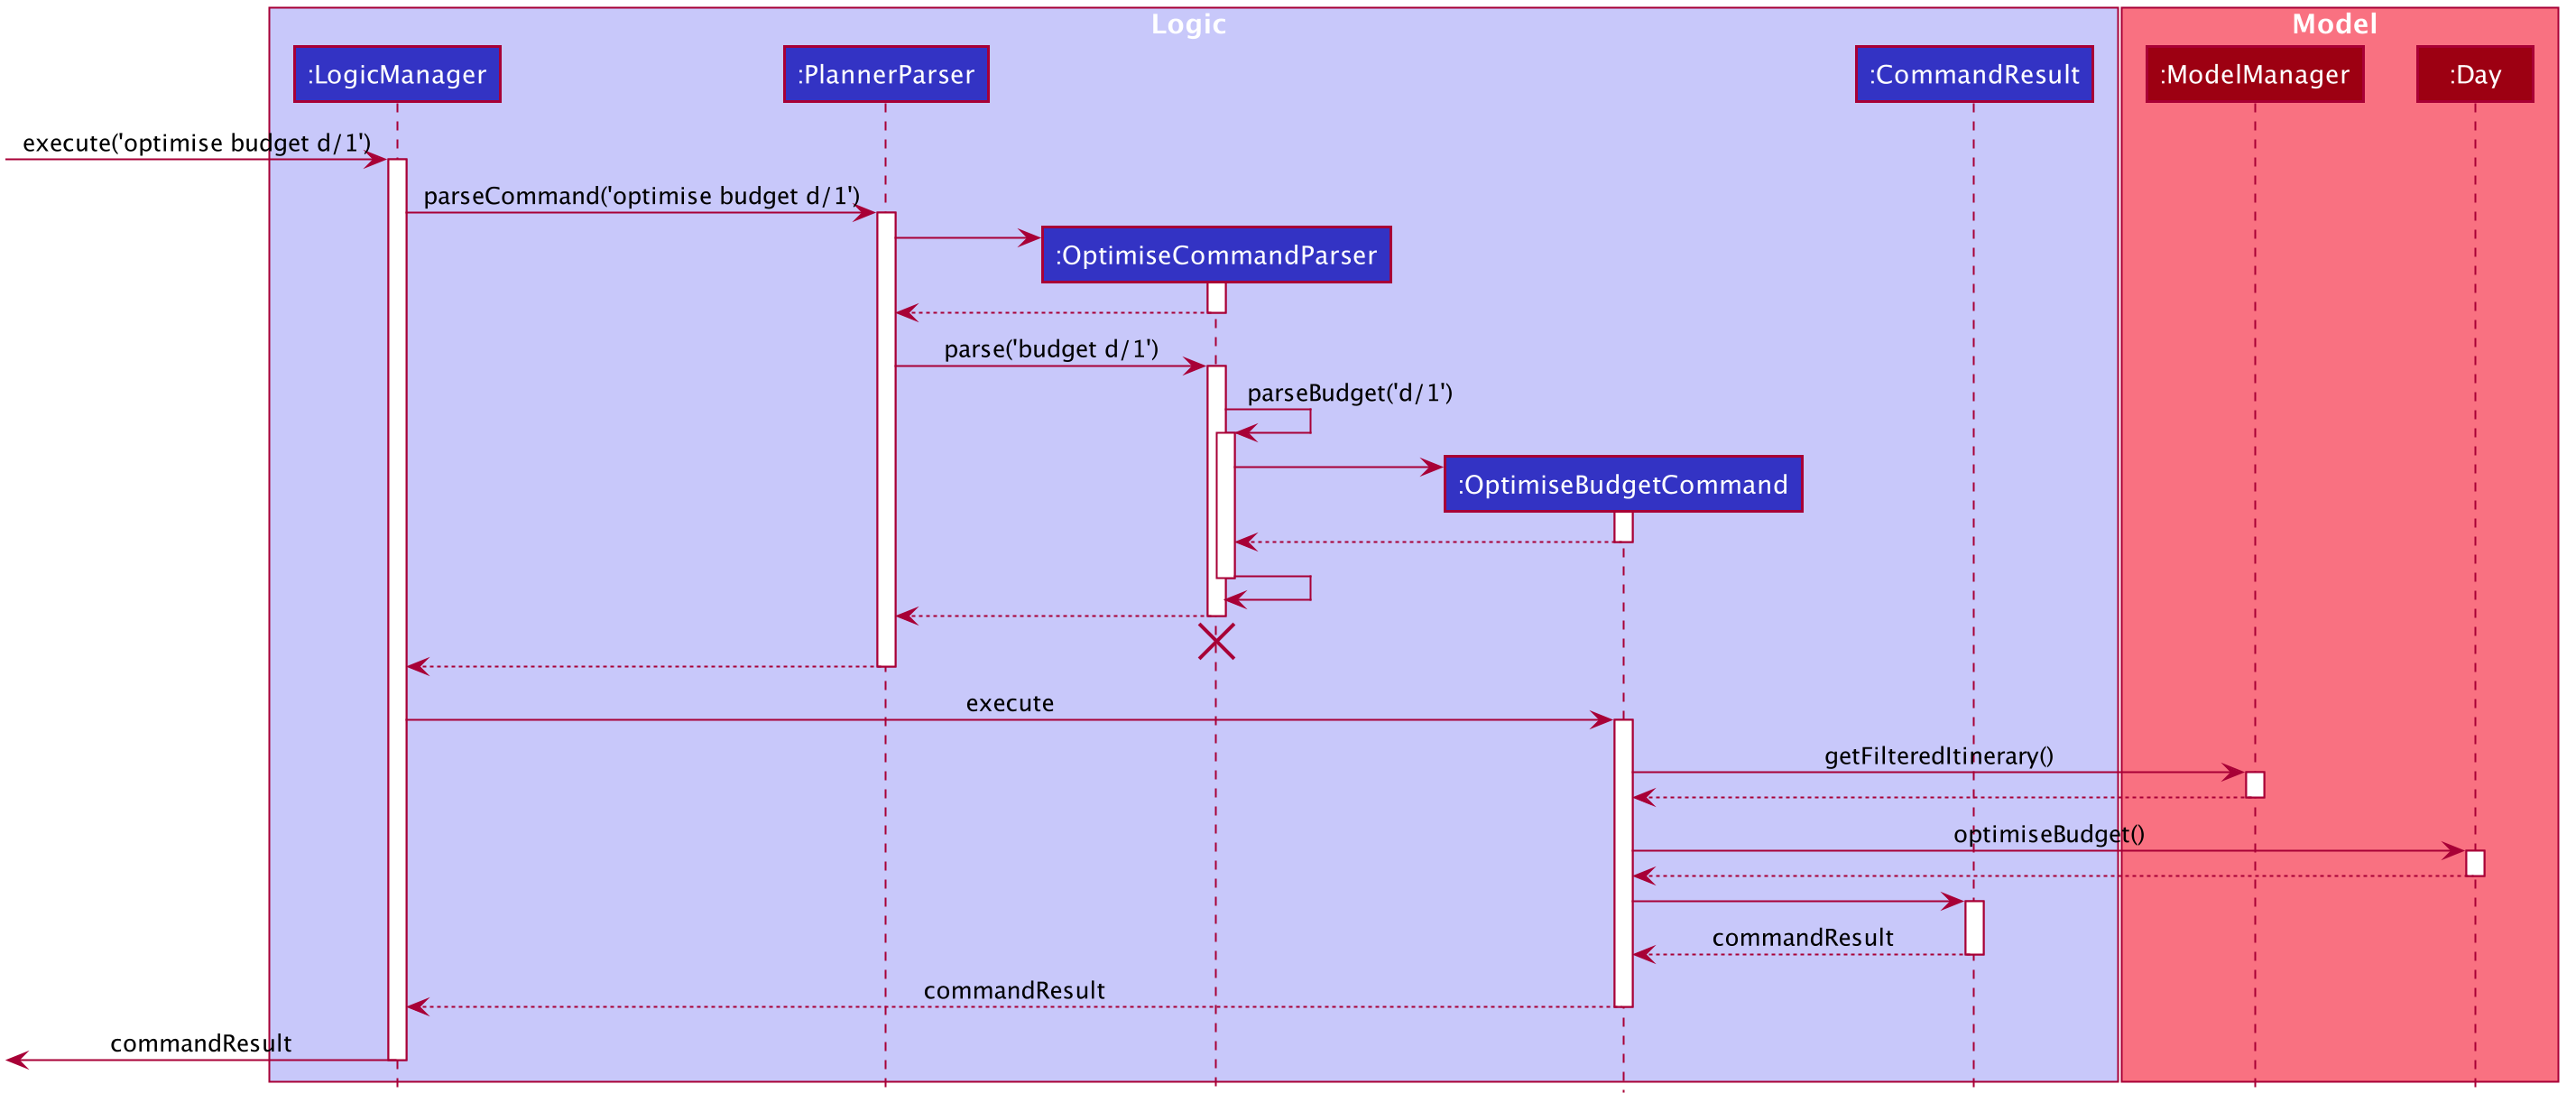 Logic
Model
:LogicManager
:PlannerParser
:CommandResult
:ModelManager
:Day
execute('optimise budget d/1')
parseCommand('optimise budget d/1')
:OptimiseCommandParser
parse('budget d/1')
parseBudget('d/1')
:OptimiseBudgetCommand
execute
getFilteredItinerary()
optimiseBudget()
commandResult
commandResult
commandResult